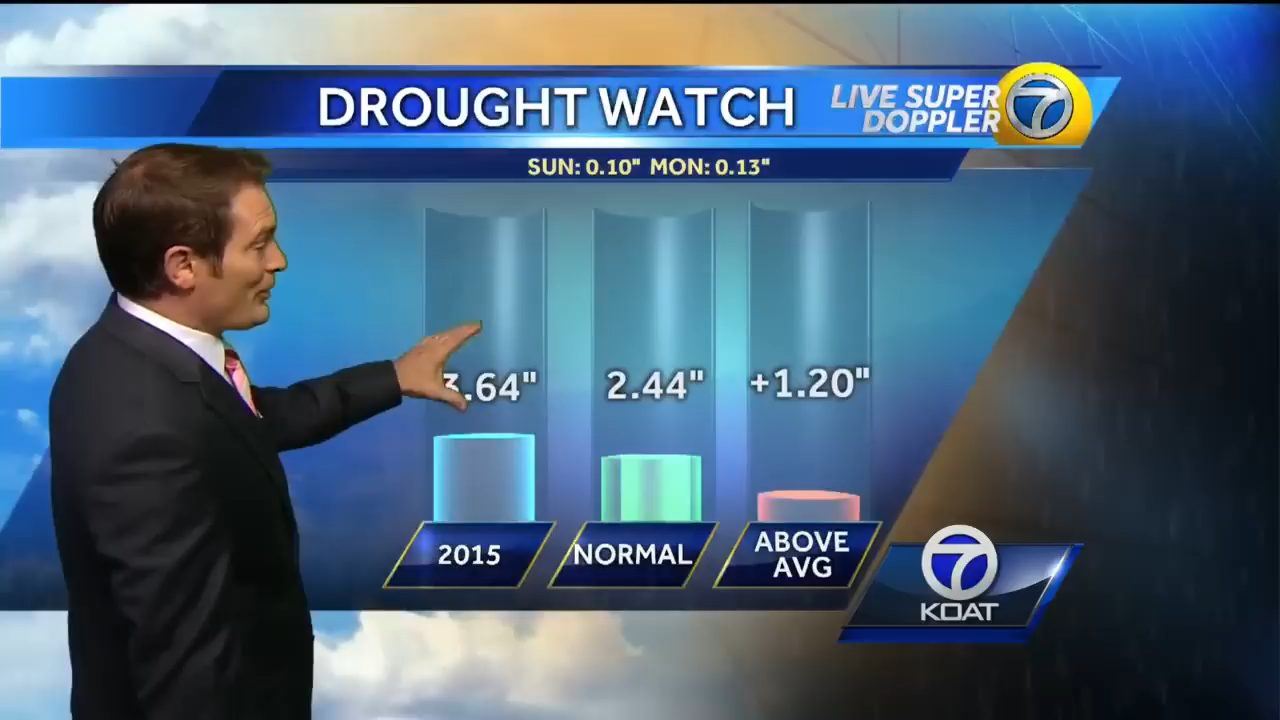 DROUGHT WATCH
LIVE SUPER
DOPPLER
7
SUN: 0.10" MON: 0.13"
3.64" 2.44" +1.20"
2015 NORMAL ABOVE
AVG
7
KOAT